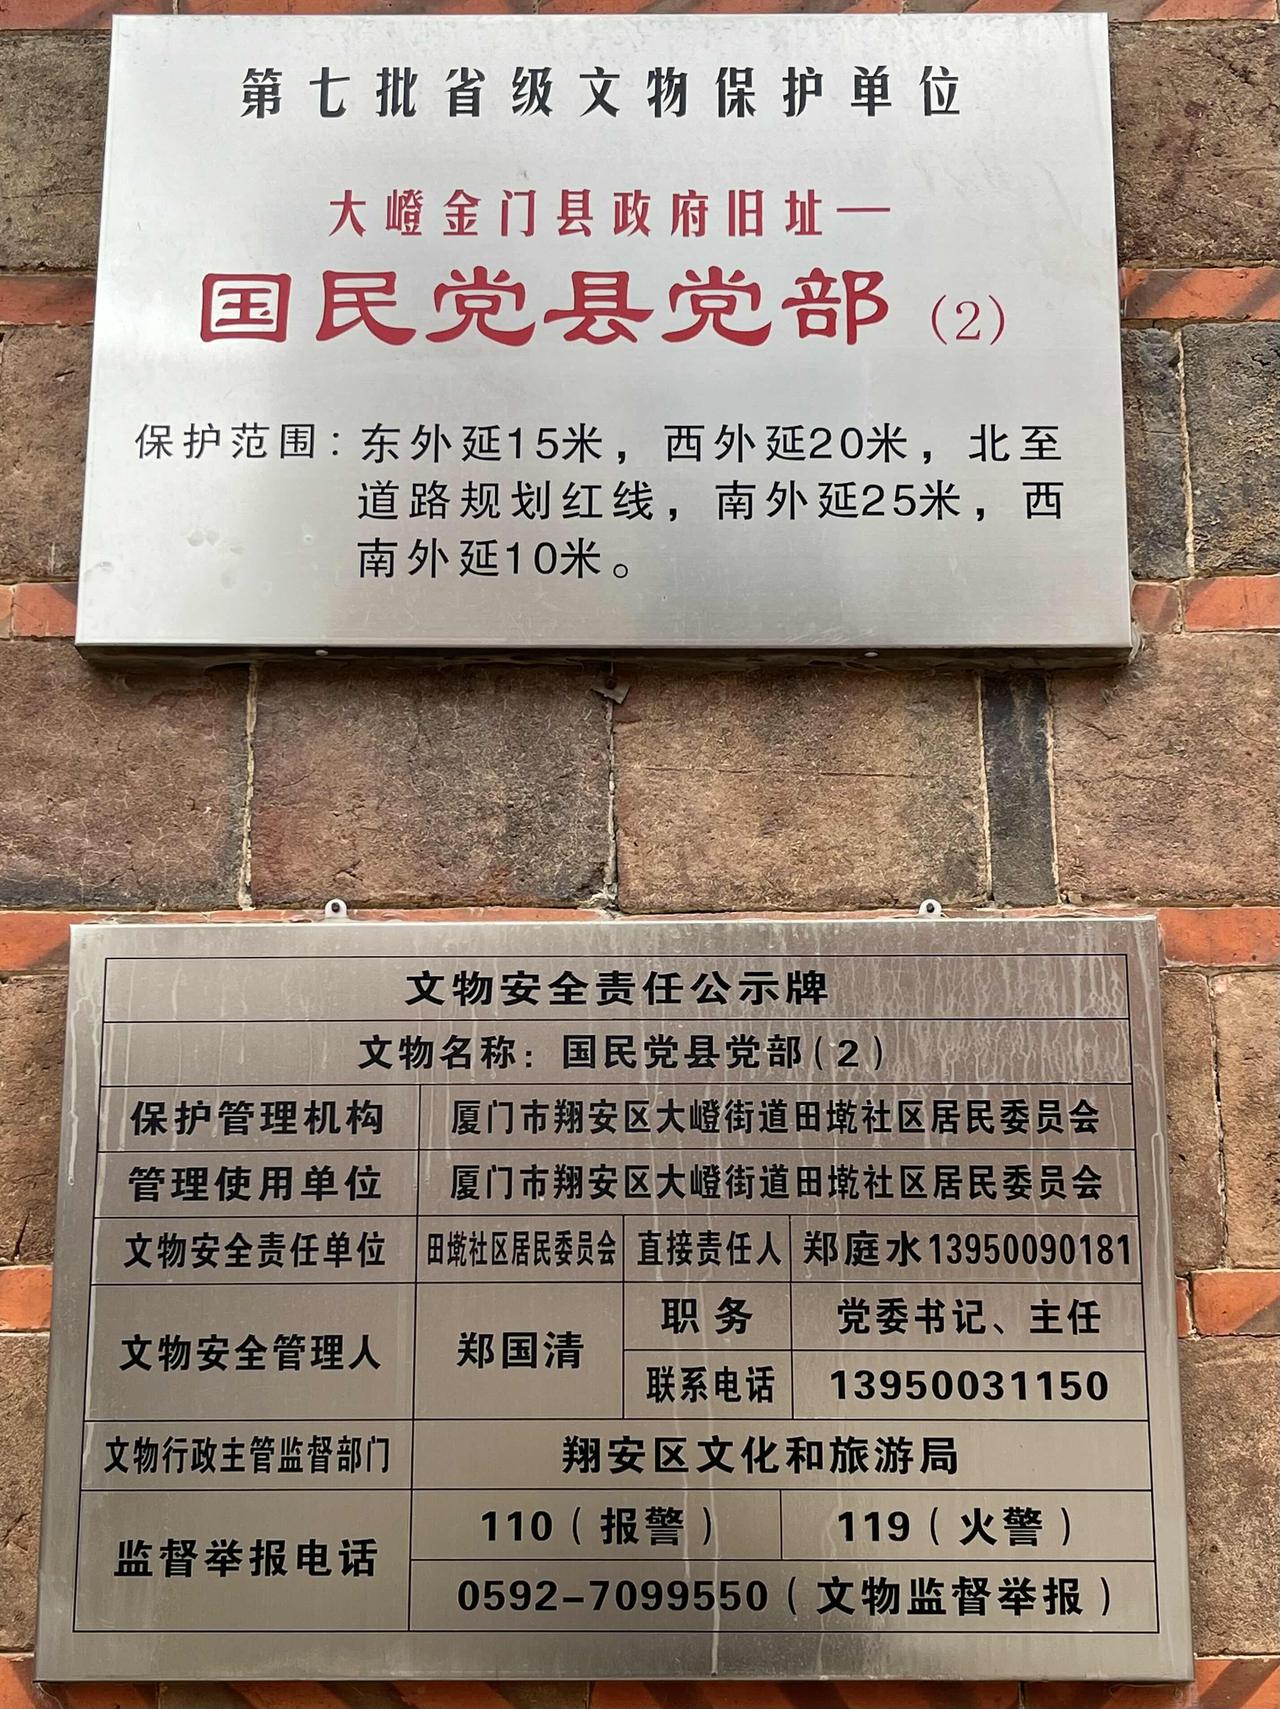 第七批省级文物保护单位
大嶝金门县政府旧址—
国民党县党部（2）
保护范围：东外延15米，西外延20米，北至
道路规划红线，南外延25米，西
南外延10米。
文物安全责任公示牌
文物名称：国民党县党部（2）
保护管理机构 厦门市翔安区大嶝街道田墘社区居民委员会
管理使用单位 厦门市翔安区大嶝街道田墘社区居民委员会
文物安全责任单位 田墘社区居民委员会 直接责任人 郑庭水13950090181
文物安全管理人 郑国清 职务 党委书记、主任
联系电话 13950031150
文物行政主管监督部门 翔安区文化和旅游局
监督举报电话 110（报警） 119（火警）
0592-7099550（文物监督举报）